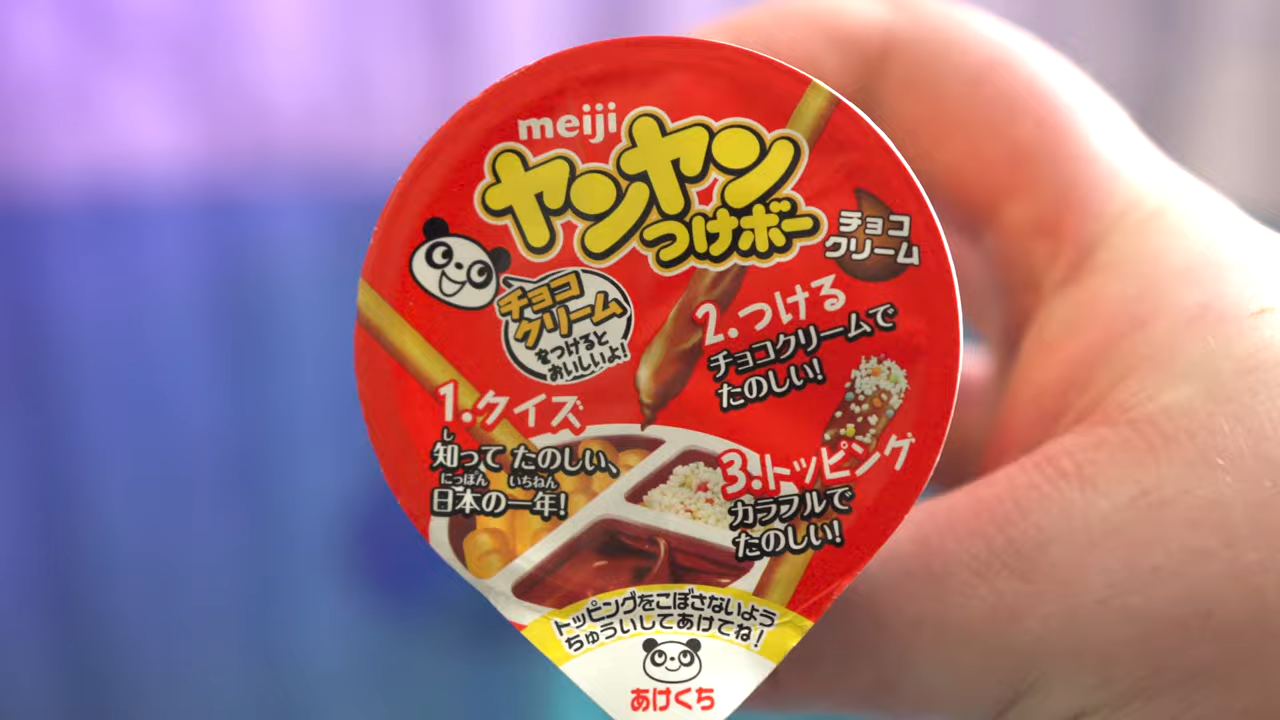 meiji
ヤンヤン
つけボー
チョコ
クリーム
チョコ
クリーム
をつけると
おいしいよ!
2.つける
チョコクリームで
たのしい!
1.クイズ
し
知って たのしい、
にっぽん いちねん
日本の一年!
3.トッピング
カラフルで
たのしい!
トッピングをこぼさないよう
ちゅういしてあけてね!
あけくち